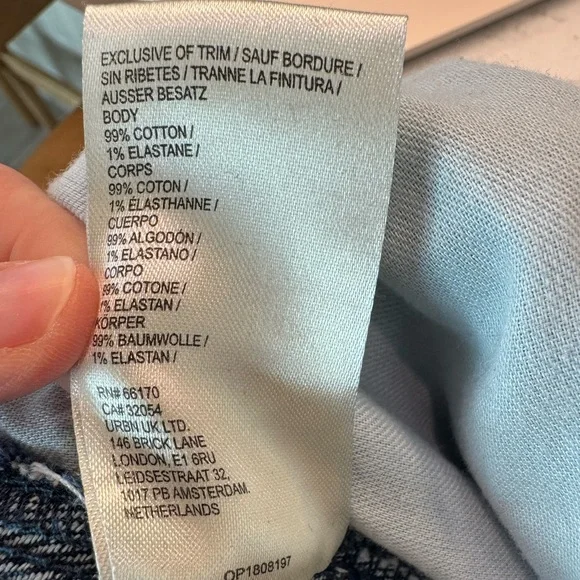 EXCLUSIVE OF TRIM / SAUF BORDURE /
SIN RIBETES / TRANNE LA FINITURA /
AUSSER BESATZ
BODY
99% COTTON /
1% ELASTANE /
CORPS
99% COTON /
1% ÉLASTHANNE /
CUERPO
99% ALGODÓN /
1% ELASTANO /
CORPO
99% COTONE /
1% ELASTAN /
KÖRPER
99% BAUMWOLLE /
1% ELASTAN /
RN# 66170
CA# 32054
URBN UK LTD.
146 BRICK LANE
LONDON, E1 6RU
LEIDSESTRAAT 32,
1017 PB AMSTERDAM.
NETHERLANDS
OP1808197